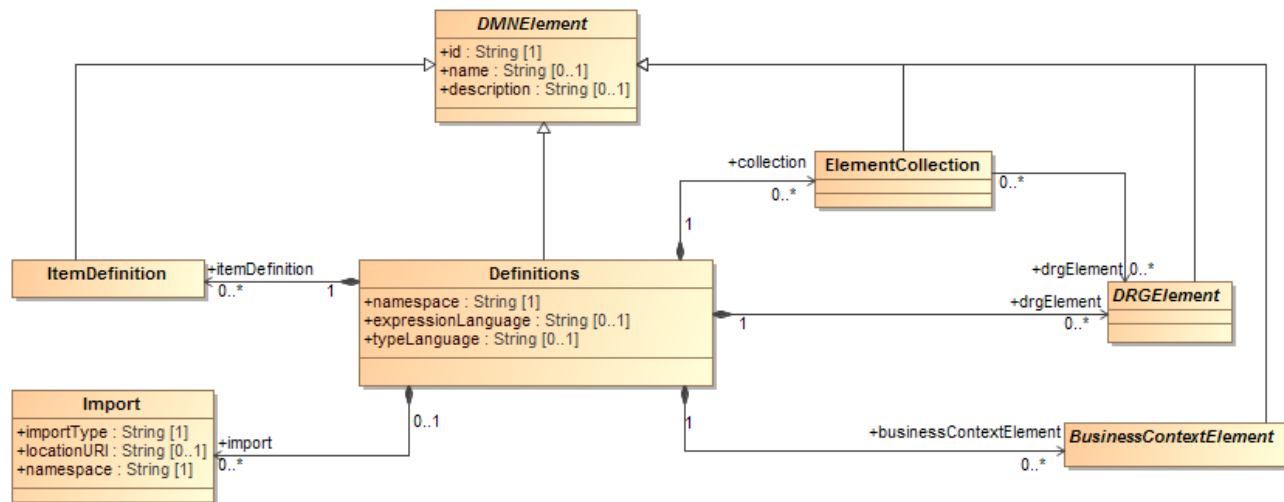 DMNElement
+id : String [1]
+name : String [0..1]
+description : String [0..1]
+collection
0..*
1
ElementCollection
0..*
ItemDefinition
+itemDefinition
0..*
1
Definitions
+namespace : String [1]
+expressionLanguage : String [0..1]
+typeLanguage : String [0..1]
+drgElement 0..*
+drgElement
1
0..*
DRGElement
Import
+importType : String [1]
+locationURI : String [0..1]
+namespace : String [1]
0..1
+import
0..*
1
+businessContextElement
0..*
BusinessContextElement